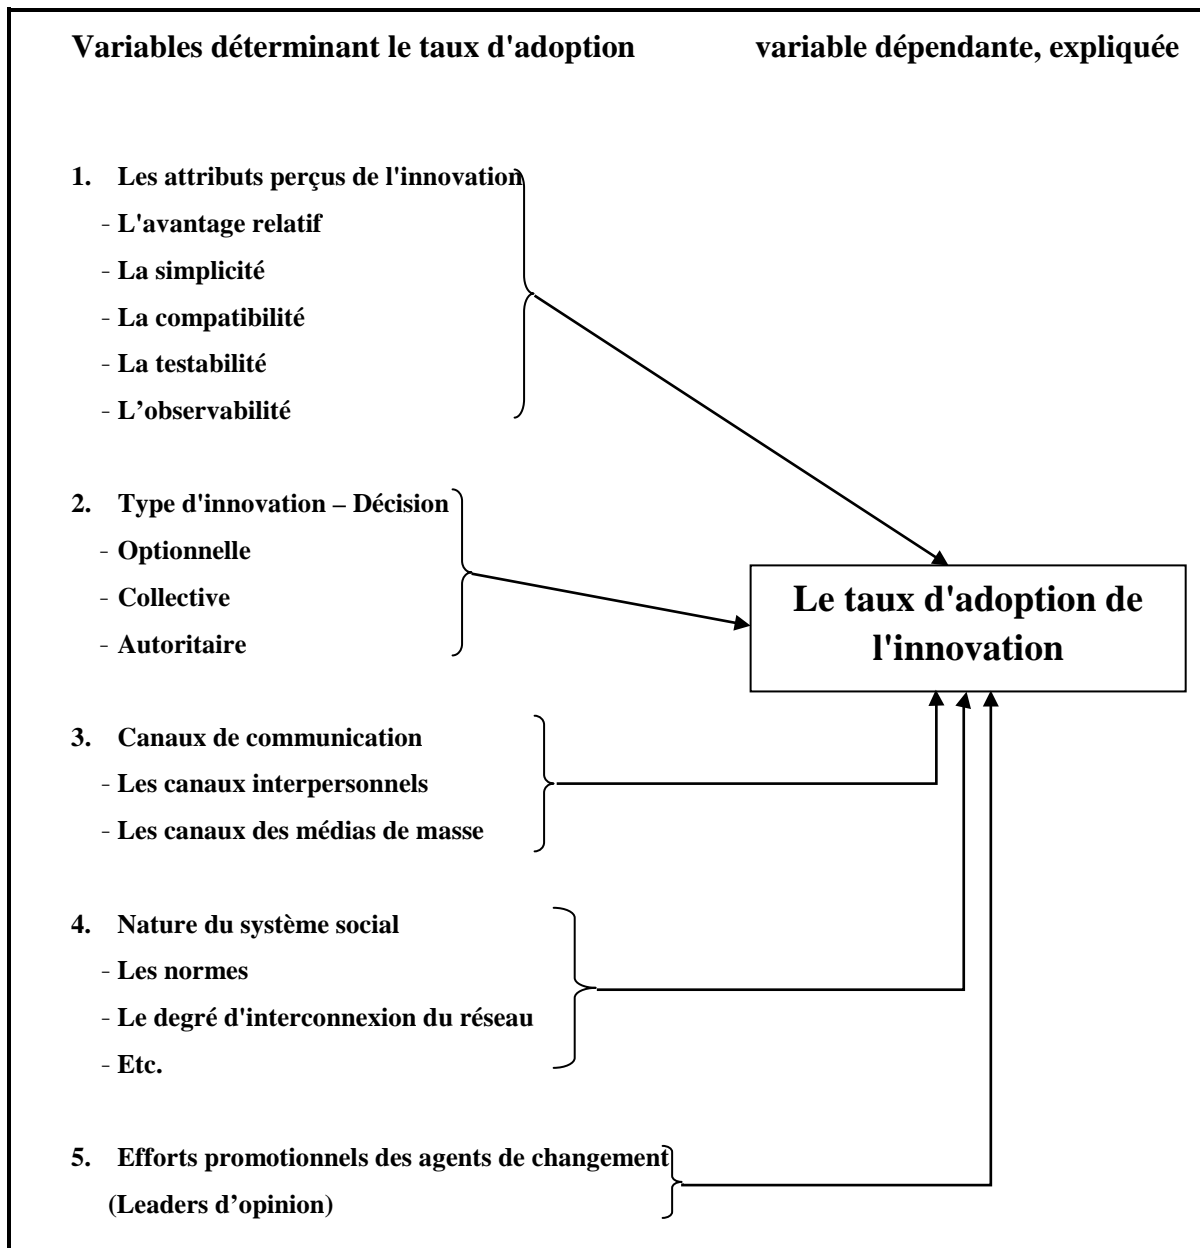 Variables déterminant le taux d'adoption
variable dépendante, expliquée
1. Les attributs perçus de l'innovation
- L'avantage relatif
- La simplicité
- La compatibilité
- La testabilité
- L’observabilité
2. Type d'innovation – Décision
- Optionnelle
- Collective
- Autoritaire
Le taux d'adoption de
l'innovation
3. Canaux de communication
- Les canaux interpersonnels
- Les canaux des médias de masse
4. Nature du système social
- Les normes
- Le degré d'interconnexion du réseau
- Etc.
5. Efforts promotionnels des agents de changement
(Leaders d’opinion)